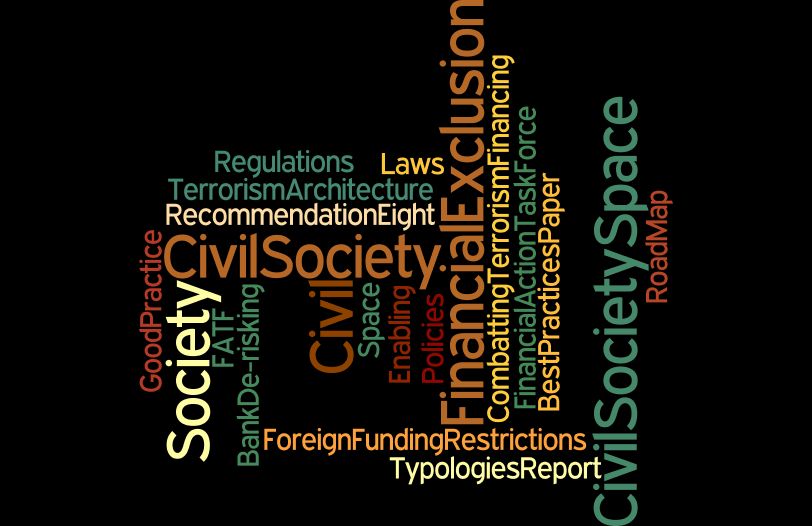 Regulations
Laws
TerrorismArchitecture
RecommendationEight
CivilSociety
GoodPractice
Society
FATF
BankDe-risking
Civil
Space
Enabling
Policies
FinancialExclusion
CombattingTerrorismFinancing
FinancialActionTaskForce
BestPracticesPaper
CivilSocietySpace
RoadMap
ForeignFundingRestrictions
TypologiesReport